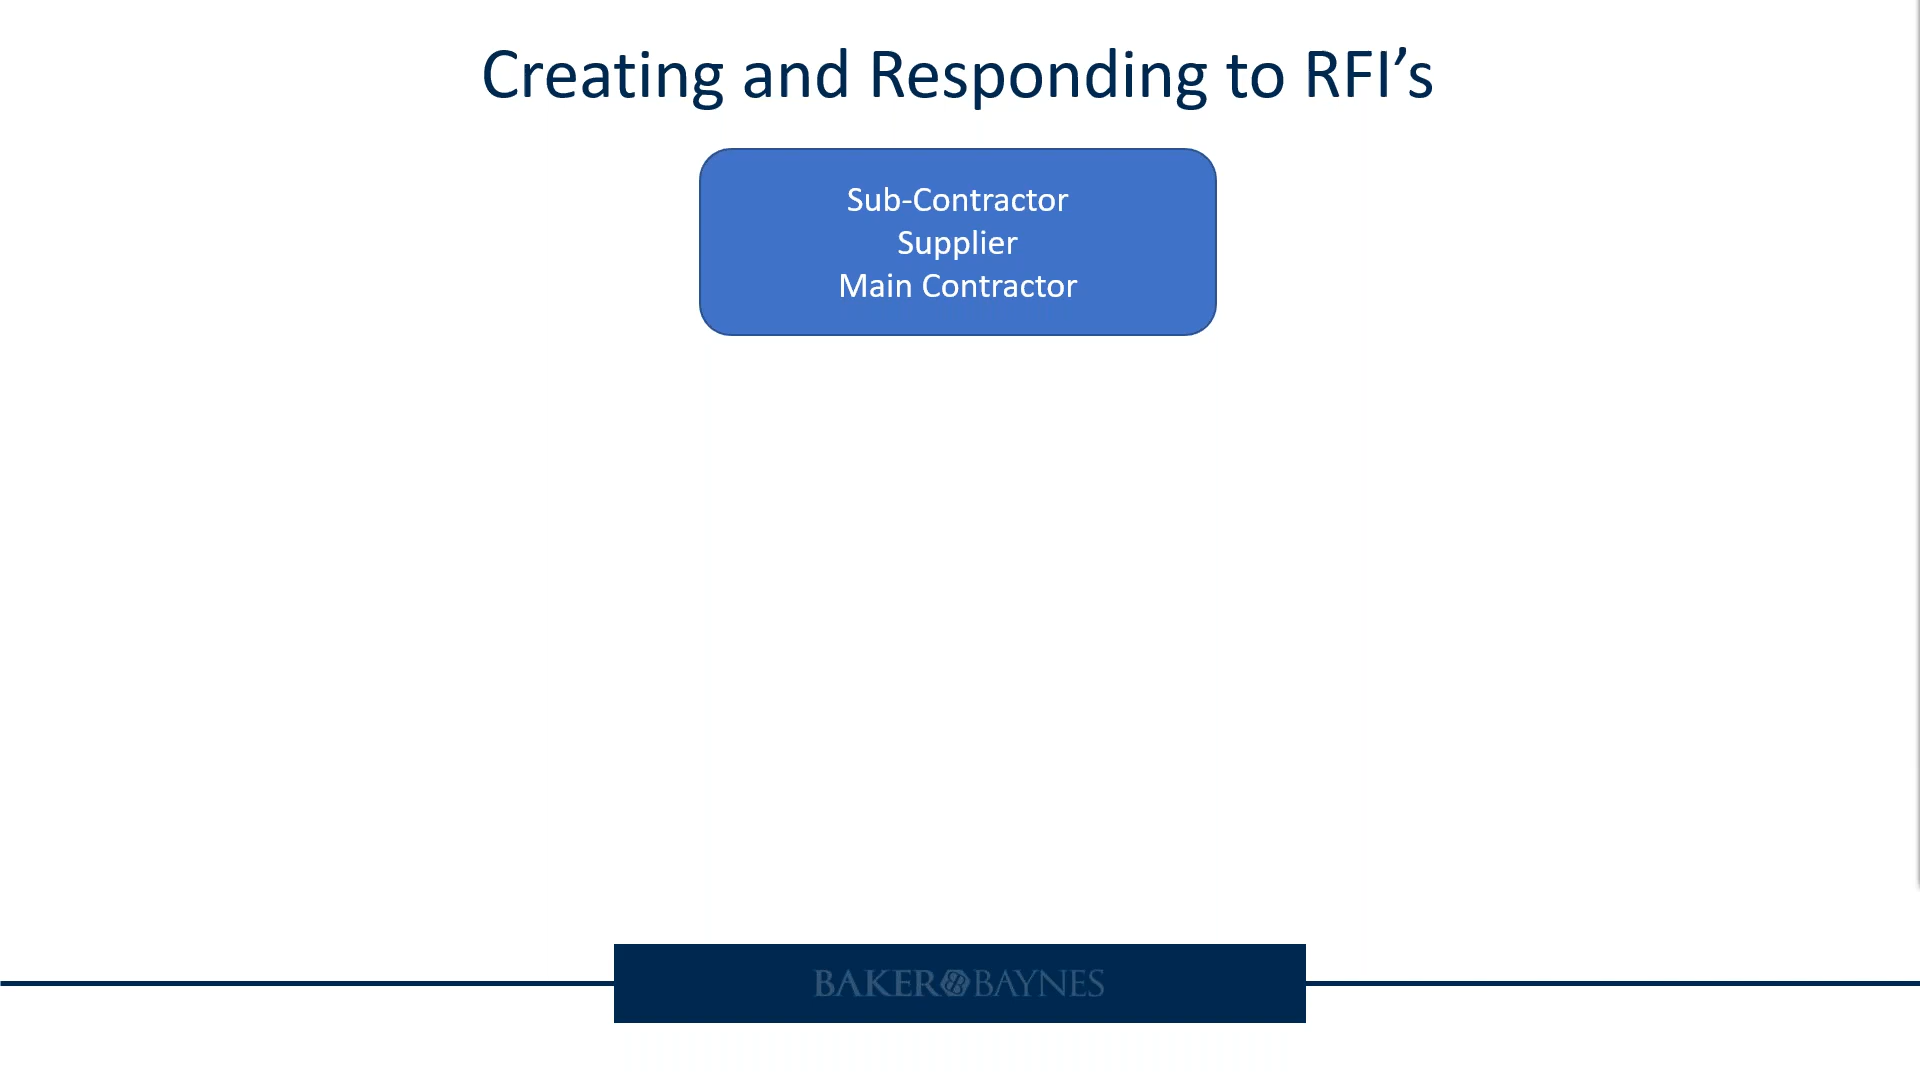 Creating and Responding to RFI’s
Sub-Contractor
Supplier
Main Contractor
BAKER BAYNES